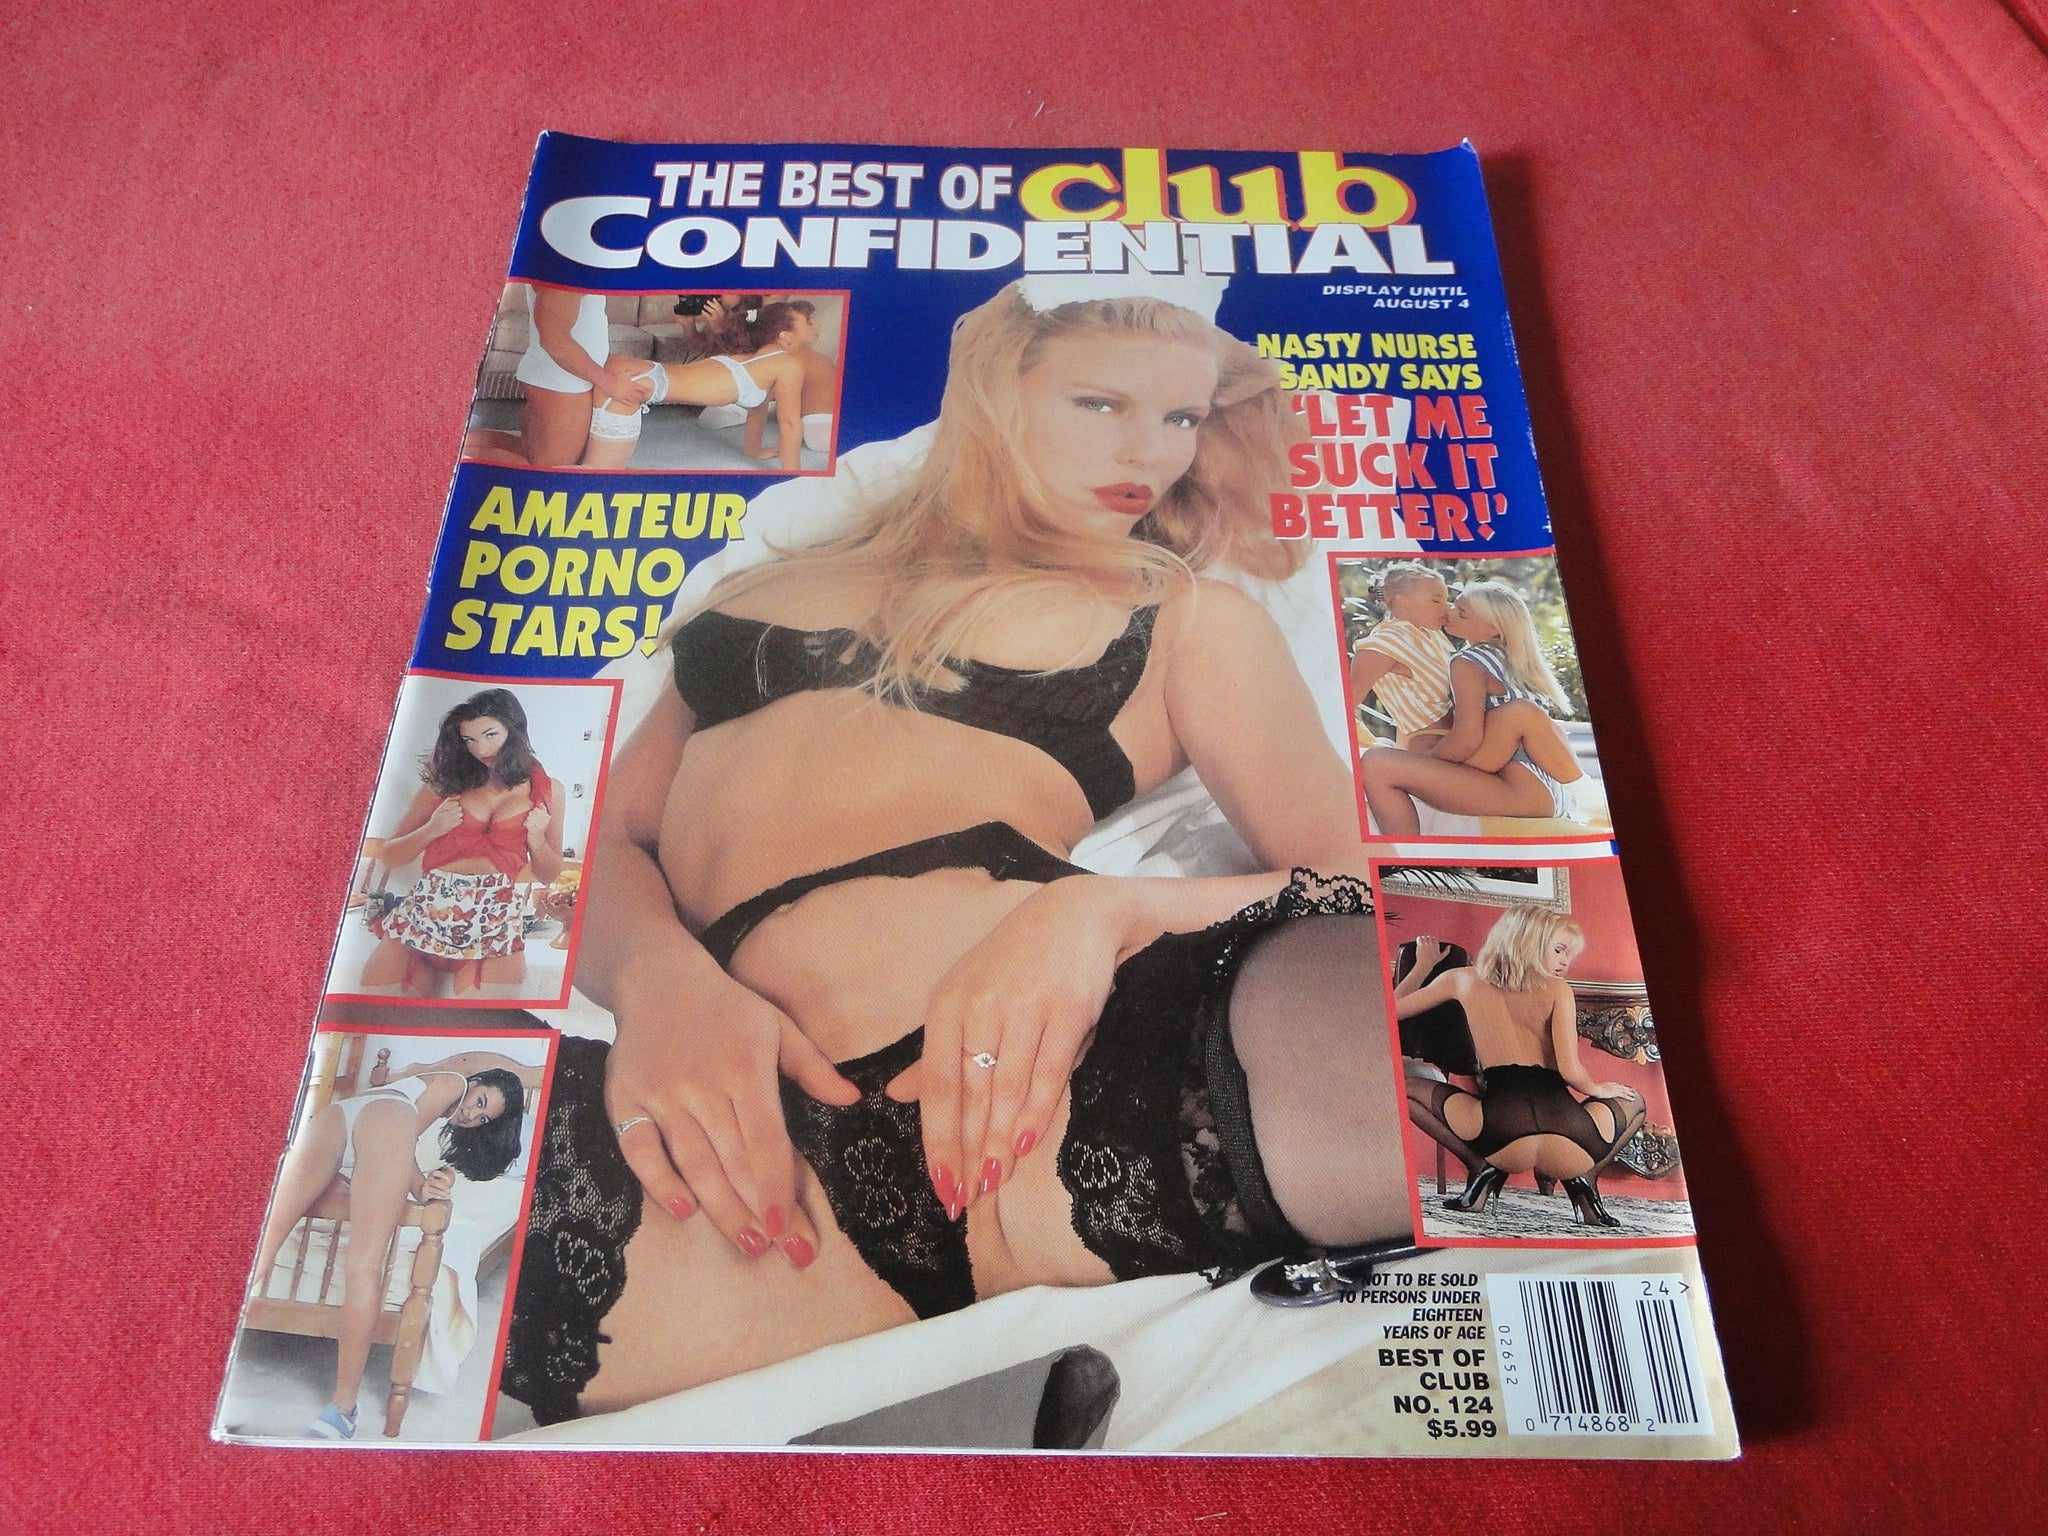 THE BEST OF club
CONFIDENTIAL
DISPLAY UNTIL
AUGUST 4
NASTY NURSE
SANDY SAYS
'LET ME
SUCK IT
BETTER!'
AMATEUR
PORNO
STARS!
NOT TO BE SOLD
TO PERSONS UNDER
EIGHTEEN
YEARS OF AGE
BEST OF
CLUB
NO. 124
$5.99
24>
02652
0 714868 2